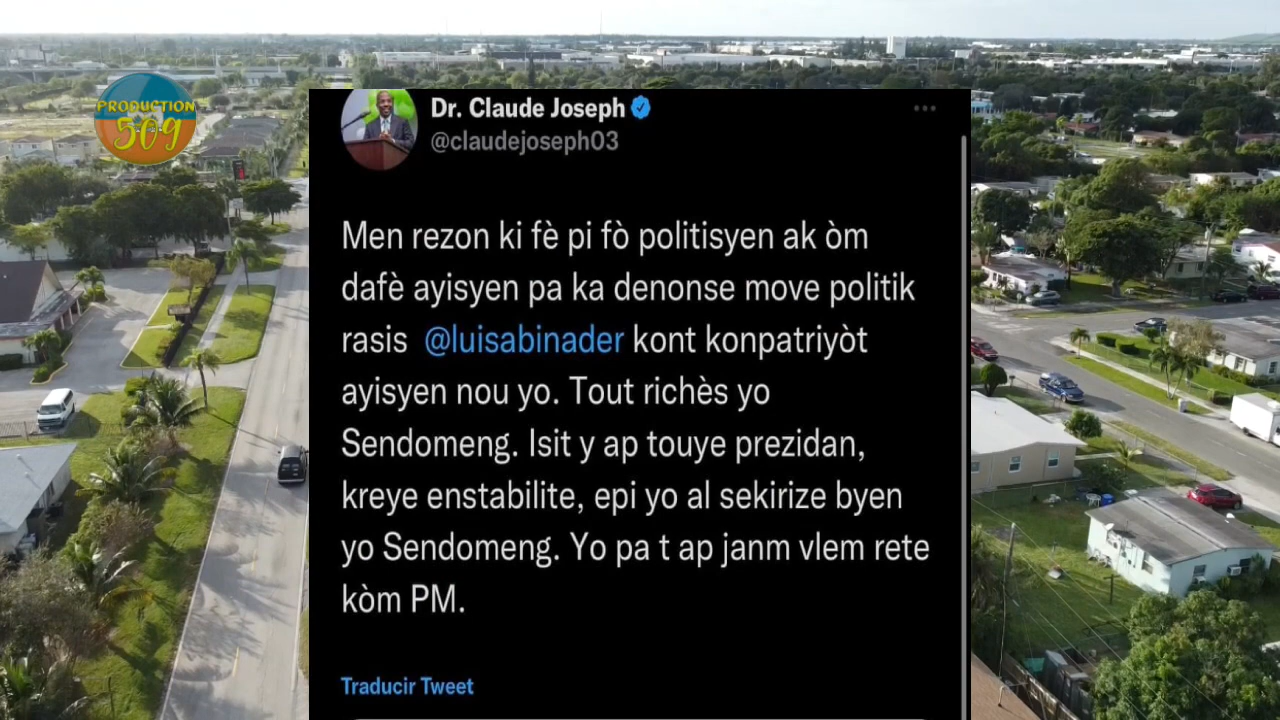 PRODUCTION
509
Dr. Claude Joseph
@claudejoseph03
Men rezon ki fè pi fò politisyen ak òm
dafè ayisyen pa ka denonse move politik
rasis @luisabinader kont konpatriyòt
ayisyen nou yo. Tout richès yo
Sendomeng. Isit y ap touye prezidan,
kreye enstabilite, epi yo al sekirize byen
yo Sendomeng. Yo pa t ap janm vlem rete
kòm PM.
Traducir Tweet